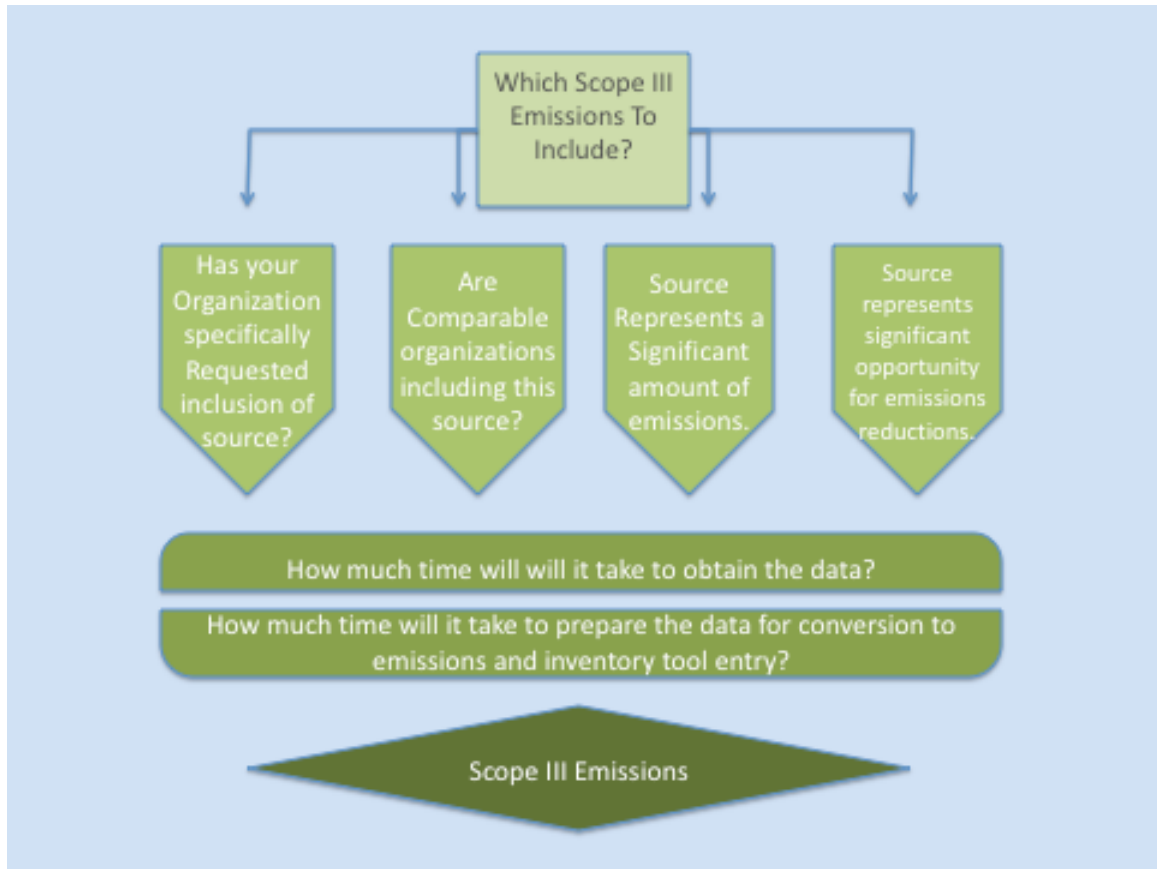 Which Scope III
Emissions To
Include?
Has your
Organization
specifically
Requested
inclusion of
source?
Are
Comparable
organizations
including this
source?
Source
Represents a
Significant
amount of
emissions.
Source
represents
significant
opportunity
for emissions
reductions.
How much time will will it take to obtain the data?
How much time will it take to prepare the data for conversion to
emissions and inventory tool entry?
Scope III Emissions